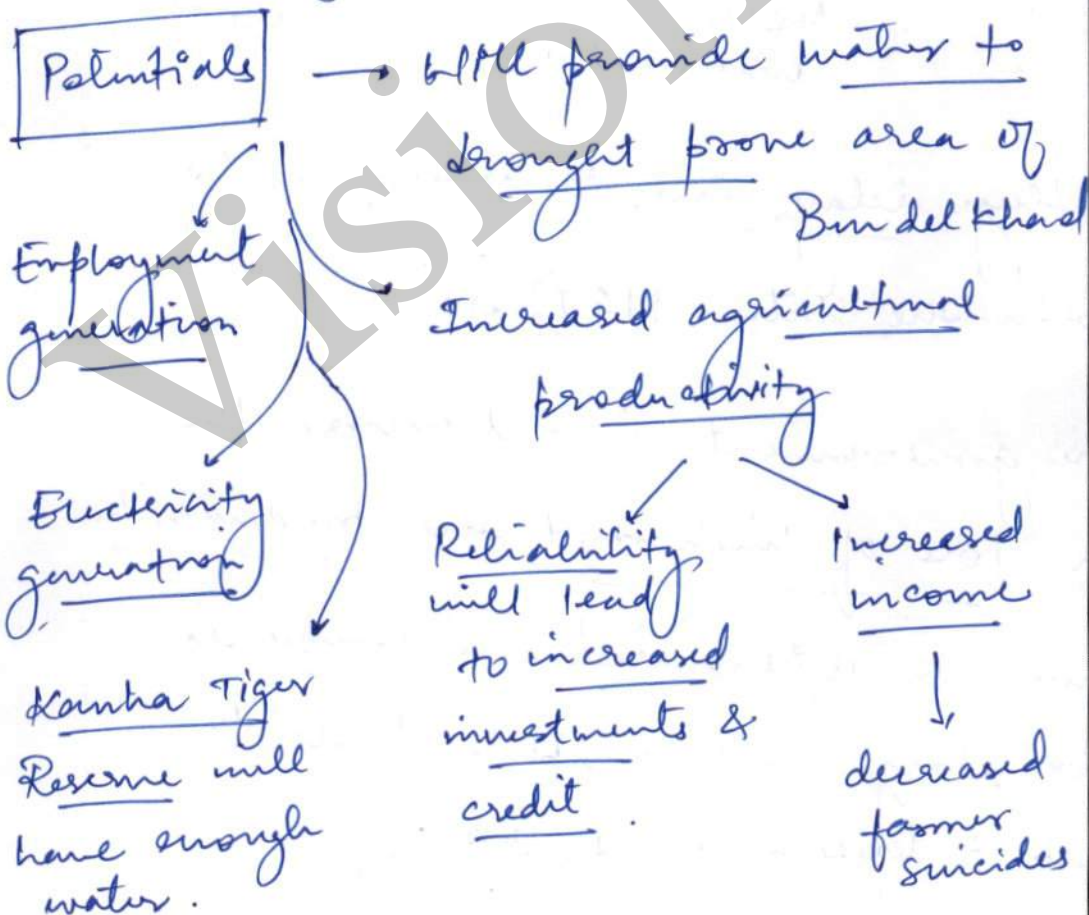 Potentials → Will provide water to
drought prone area of
Bundelkhand
Employment
generation
Increased agricultural
productivity
Electricity
generation
Reliability
will lead
to increased
investments &
credit.
Increased
income
decreased
farmer
suicides
Kanha Tiger
Reserve will
have enough
water.
Vision